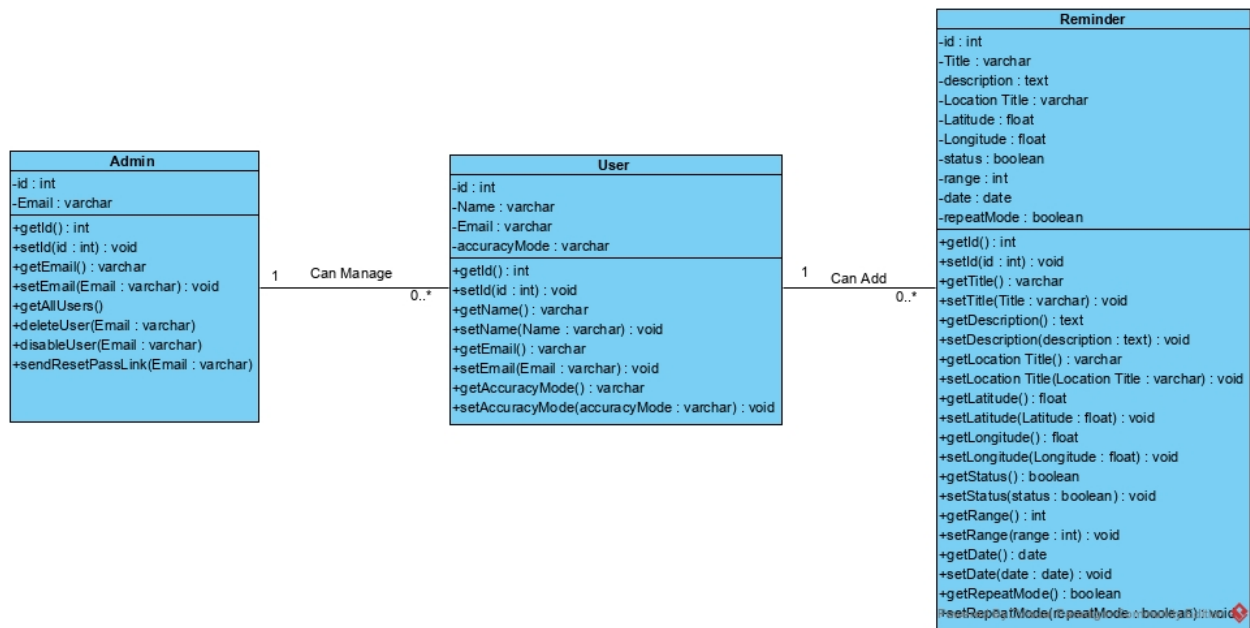 Admin
-id : int
-Email : varchar
+getId() : int
+setId(id : int) : void
+getEmail() : varchar
+setEmail(Email : varchar) : void
+getAllUsers()
+deleteUser(Email : varchar)
+disableUser(Email : varchar)
+sendResetPassLink(Email : varchar)
1
Can Manage
0..*
User
-id : int
-Name : varchar
-Email : varchar
-accuracyMode : varchar
+getId() : int
+setId(id : int) : void
+getName() : varchar
+setName(Name : varchar) : void
+getEmail() : varchar
+setEmail(Email : varchar) : void
+getAccuracyMode() : varchar
+setAccuracyMode(accuracyMode : varchar) : void
1
Can Add
0..*
Reminder
-id : int
-Title : varchar
-description : text
-Location Title : varchar
-Latitude : float
-Longitude : float
-status : boolean
-range : int
-date : date
-repeatMode : boolean
+getId() : int
+setId(id : int) : void
+getTitle() : varchar
+setTitle(Title : varchar) : void
+getDescription() : text
+setDescription(description : text) : void
+getLocation Title() : varchar
+setLocation Title(Location Title : varchar) : void
+getLatitude() : float
+setLatitude(Latitude : float) : void
+getLongitude() : float
+setLongitude(Longitude : float) : void
+getStatus() : boolean
+setStatus(status : boolean) : void
+getRange() : int
+setRange(range : int) : void
+getDate() : date
+setDate(date : date) : void
+getRepeatMode() : boolean
+setRepeatMode(repeatMode : boolean) : void